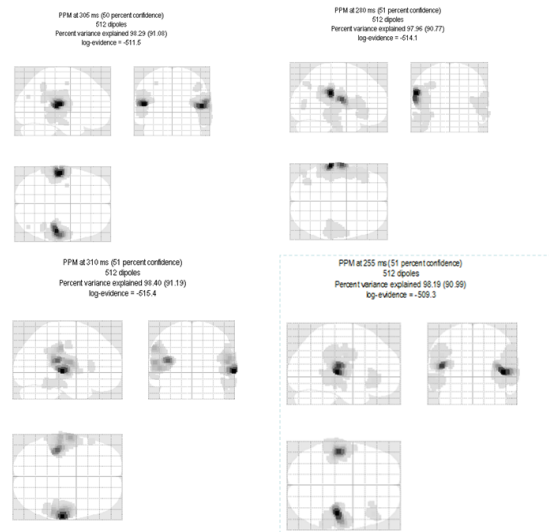 PPM at 305 ms (50 percent confidence)
512 dipoles
Percent variance explained 98.29 (91.08)
log-evidence = -511.5
PPM at 280 ms (51 percent confidence)
512 dipoles
Percent variance explained 97.96 (90.77)
log-evidence = -514.1
PPM at 310 ms (51 percent confidence)
512 dipoles
Percent variance explained 98.40 (91.19)
log-evidence = -515.4
PPM at 255 ms (51 percent confidence)
512 dipoles
Percent variance explained 98.19 (90.99)
log-evidence = -509.3